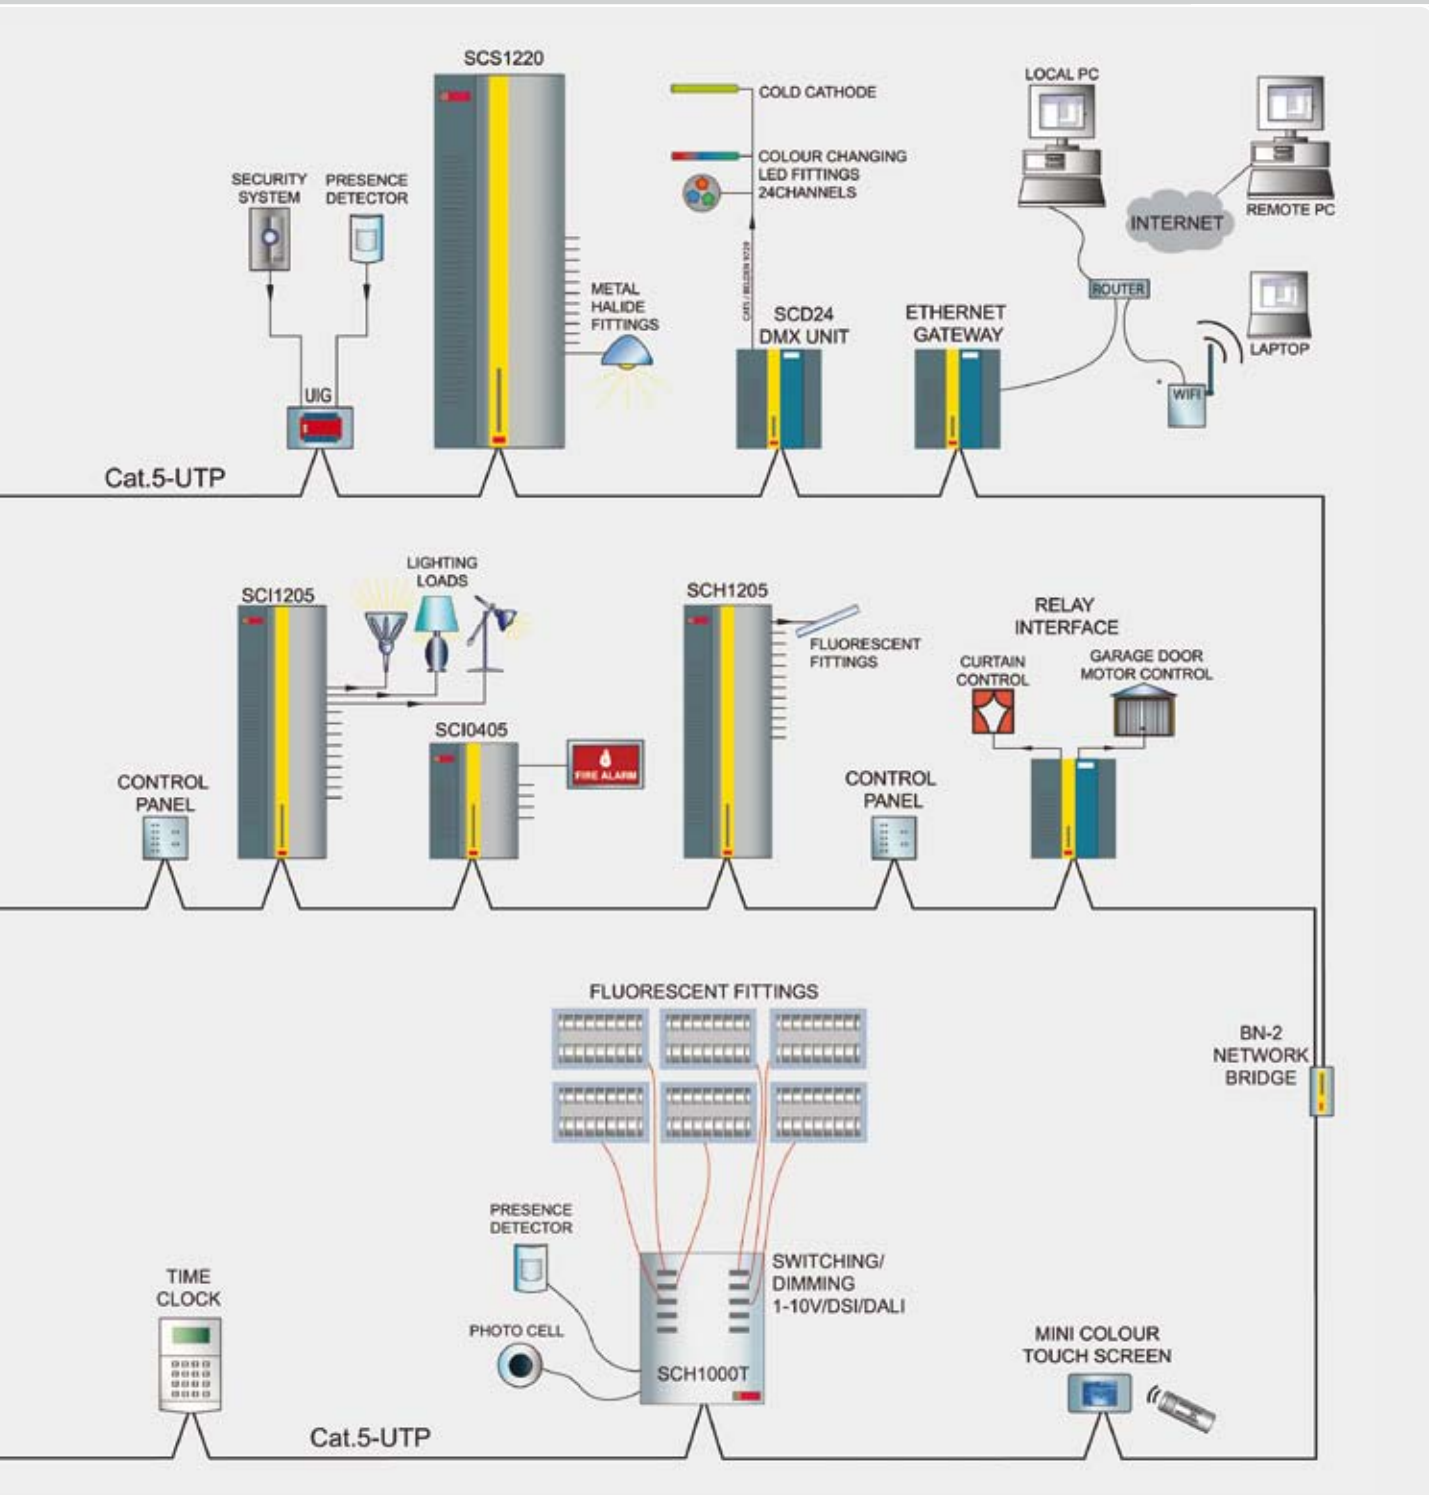 SCS1220
COLD CATHODE
COLOUR CHANGING
LED FITTINGS
24CHANNELS
LOCAL PC
REMOTE PC
INTERNET
SECURITY
SYSTEM
PRESENCE
DETECTOR
METAL
HALIDE
FITTINGS
CAT5 / BELDEN 9729
SCD24
DMX UNIT
ETHERNET
GATEWAY
ROUTER
LAPTOP
WIFI
UIG
Cat.5-UTP
LIGHTING
LOADS
SCI1205
SCH1205
FLUORESCENT
FITTINGS
RELAY
INTERFACE
CURTAIN
CONTROL
GARAGE DOOR
MOTOR CONTROL
SCI0405
FIRE ALARM
CONTROL
PANEL
CONTROL
PANEL
FLUORESCENT FITTINGS
BN-2
NETWORK
BRIDGE
PRESENCE
DETECTOR
SWITCHING/
DIMMING
1-10V/DSI/DALI
TIME
CLOCK
PHOTO CELL
SCH1000T
MINI COLOUR
TOUCH SCREEN
Cat.5-UTP